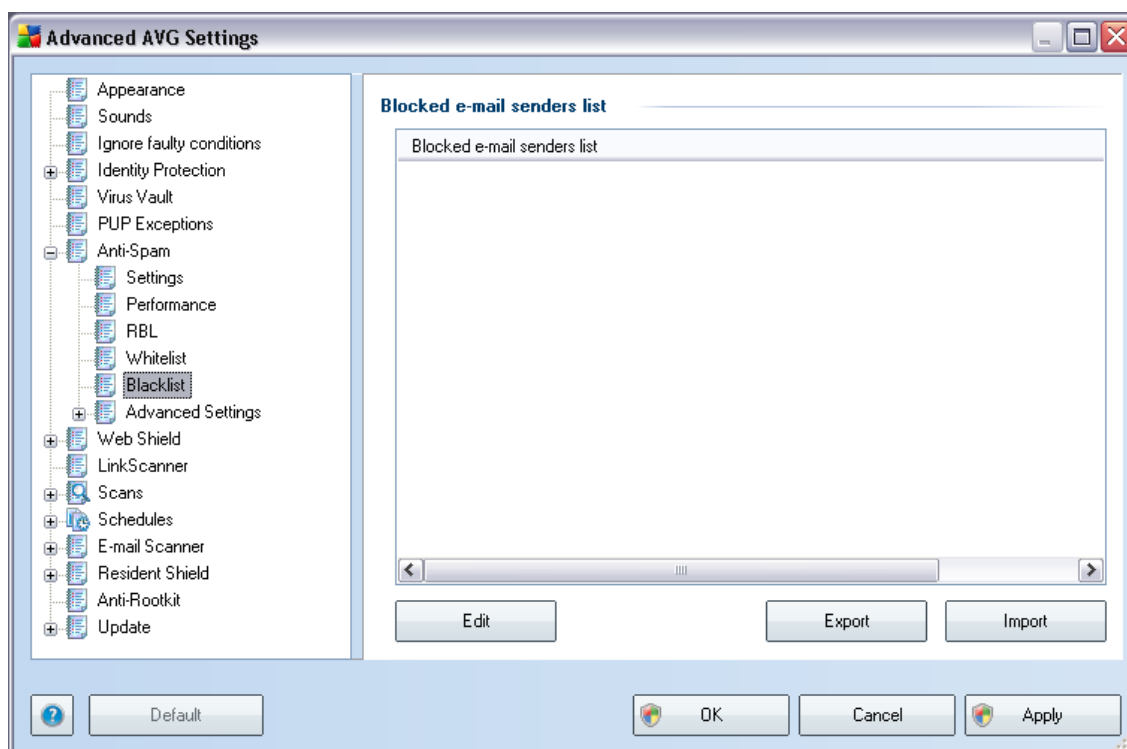 Advanced AVG Settings
Appearance
Sounds
Ignore faulty conditions
Identity Protection
Virus Vault
PUP Exceptions
Anti-Spam
Settings
Performance
RBL
Whitelist
Blacklist
Advanced Settings
Web Shield
LinkScanner
Scans
Schedules
E-mail Scanner
Resident Shield
Anti-Rootkit
Update
Blocked e-mail senders list
Blocked e-mail senders list
Edit
Export
Import
Default
OK
Cancel
Apply